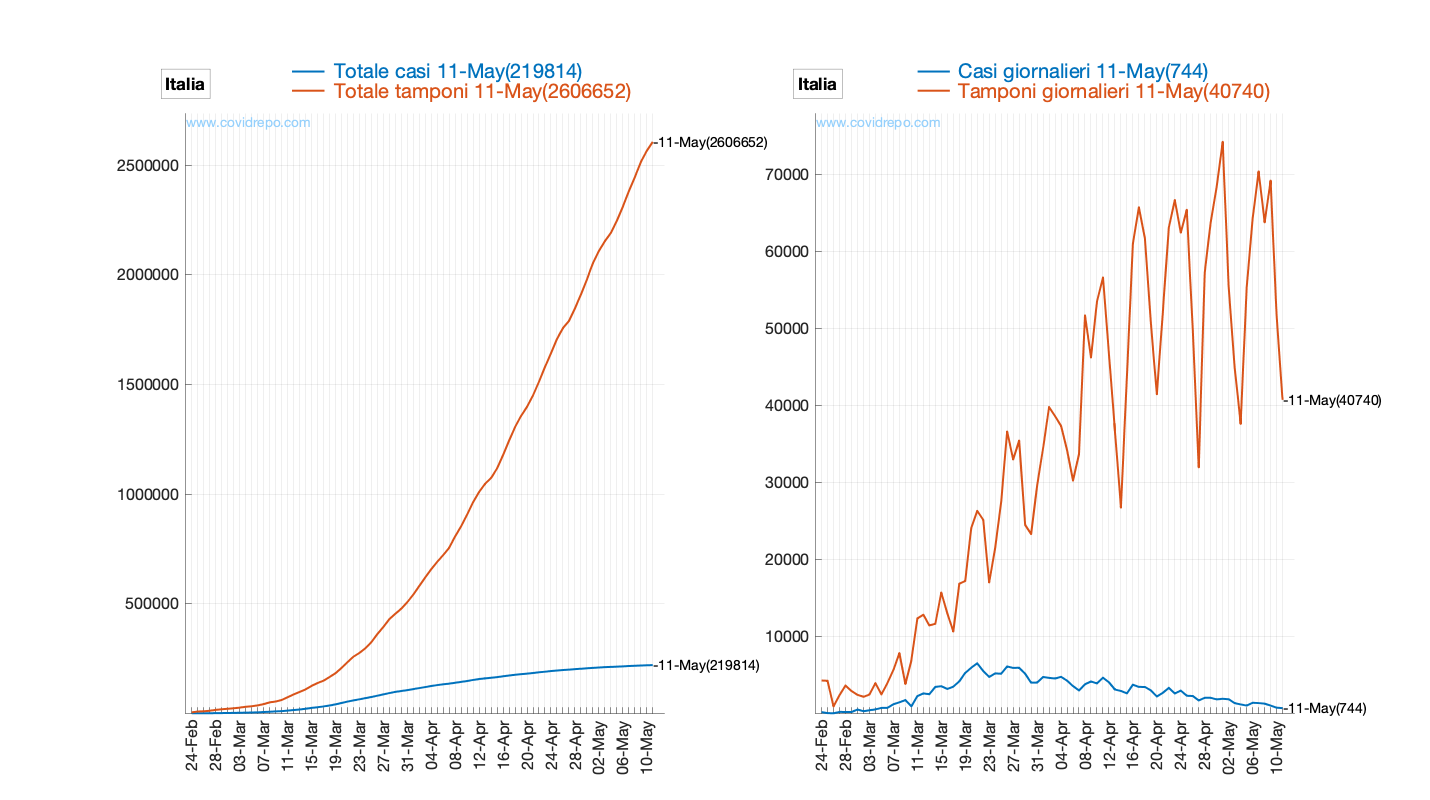 Italia
Totale casi 11-May(219814)
Totale tamponi 11-May(2606652)
www.covidrepo.com
2500000
2000000
1500000
1000000
500000
11-May(2606652)
11-May(219814)
24-Feb
28-Feb
03-Mar
07-Mar
11-Mar
15-Mar
19-Mar
23-Mar
27-Mar
31-Mar
04-Apr
08-Apr
12-Apr
16-Apr
20-Apr
24-Apr
28-Apr
02-May
06-May
10-May
Italia
Casi giornalieri 11-May(744)
Tamponi giornalieri 11-May(40740)
www.covidrepo.com
70000
60000
50000
40000
30000
20000
10000
11-May(40740)
11-May(744)
24-Feb
28-Feb
03-Mar
07-Mar
11-Mar
15-Mar
19-Mar
23-Mar
27-Mar
31-Mar
04-Apr
08-Apr
12-Apr
16-Apr
20-Apr
24-Apr
28-Apr
02-May
06-May
10-May